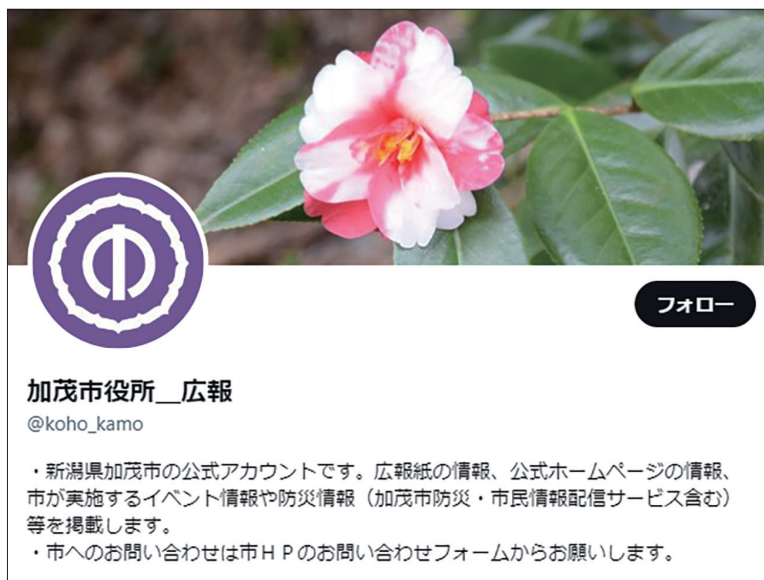 フォロー
加茂市役所__広報
@koho_kamo
・新潟県加茂市の公式アカウントです。広報紙の情報、公式ホームページの情報、
市が実施するイベント情報や防災情報（加茂市防災・市民情報配信サービス含む）
等を掲載します。
・市へのお問い合わせは市ＨＰのお問い合わせフォームからお願いします。